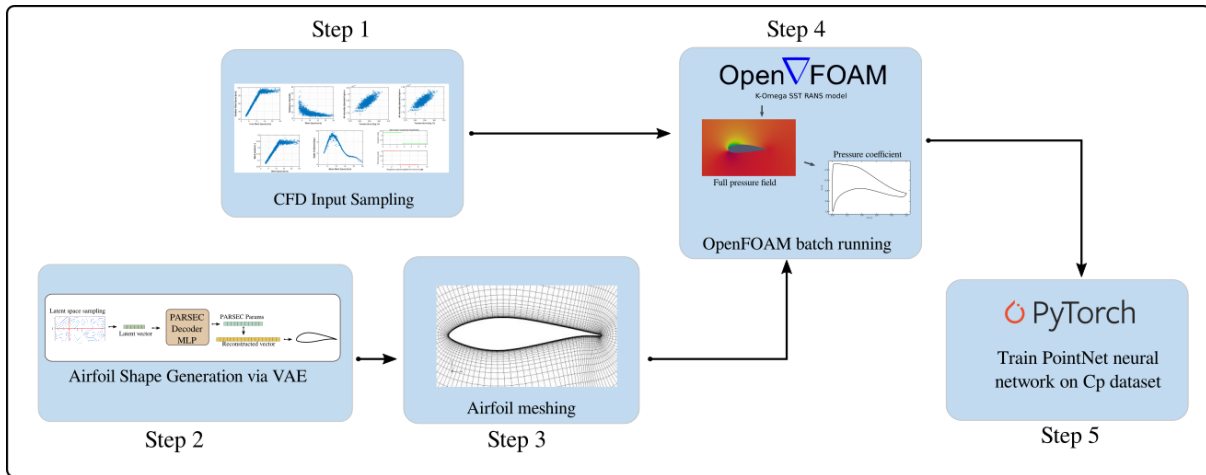 Step 1
CFD Input Sampling
Step 4
Open∇FOAM
K-Omega SST RANS model
Full pressure field
Pressure coefficient
OpenFOAM batch running
Latent space sampling
Latent vector
PARSEC
Decoder
MLP
PARSEC Params
Reconstructed vector
Airfoil Shape Generation via VAE
Step 2
Airfoil meshing
Step 3
PyTorch
Train PointNet neural
network on Cp dataset
Step 5